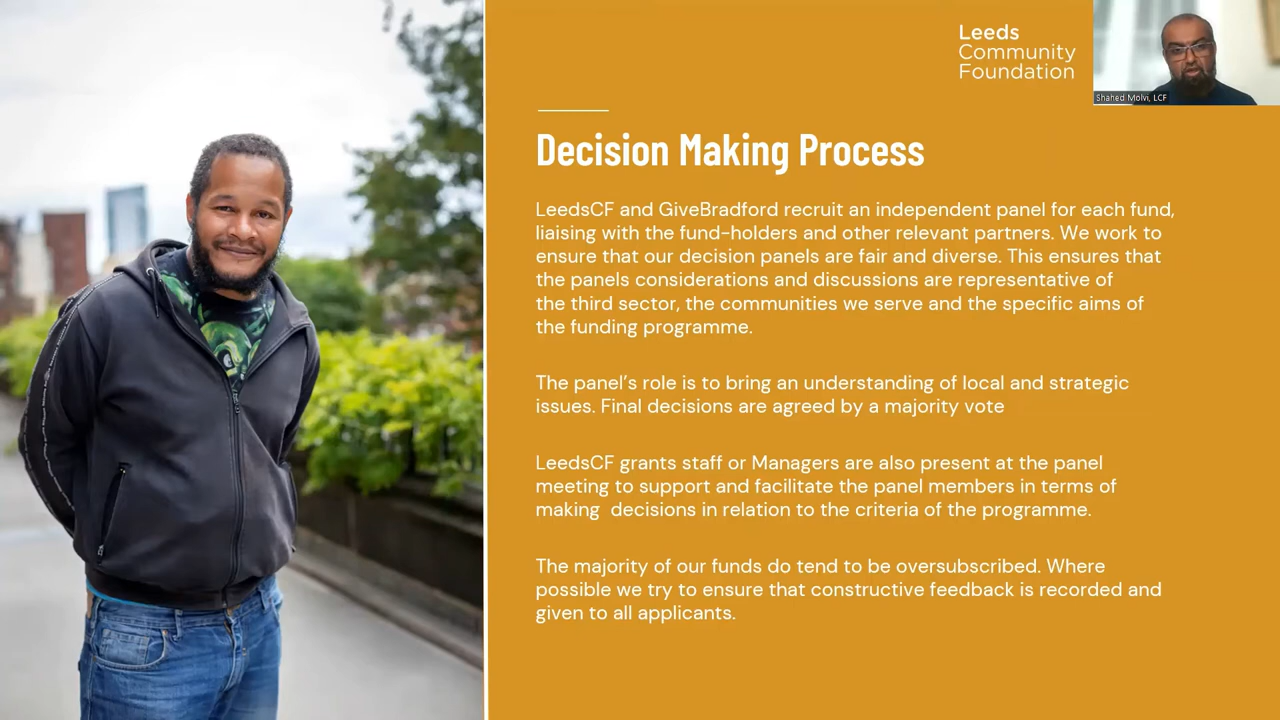 Leeds
Community
Foundation
Shahed Molvi, LCF
Decision Making Process
LeedsCF and GiveBradford recruit an independent panel for each fund,
liaising with the fund-holders and other relevant partners. We work to
ensure that our decision panels are fair and diverse. This ensures that
the panels considerations and discussions are representative of
the third sector, the communities we serve and the specific aims of
the funding programme.
The panel’s role is to bring an understanding of local and strategic
issues. Final decisions are agreed by a majority vote
LeedsCF grants staff or Managers are also present at the panel
meeting to support and facilitate the panel members in terms of
making  decisions in relation to the criteria of the programme.
The majority of our funds do tend to be oversubscribed. Where
possible we try to ensure that constructive feedback is recorded and
given to all applicants.